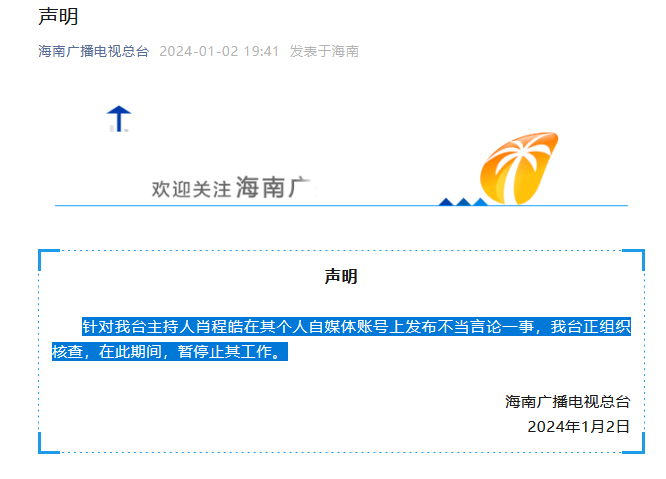 声明
海南广播电视总台 2024-01-02 19:41 发表于海南
欢迎关注 海南广
声明
针对我台主持人肖程皓在其个人自媒体账号上发布不当言论一事，我台正组织
核查，在此期间，暂停止其工作。
海南广播电视总台
2024年1月2日